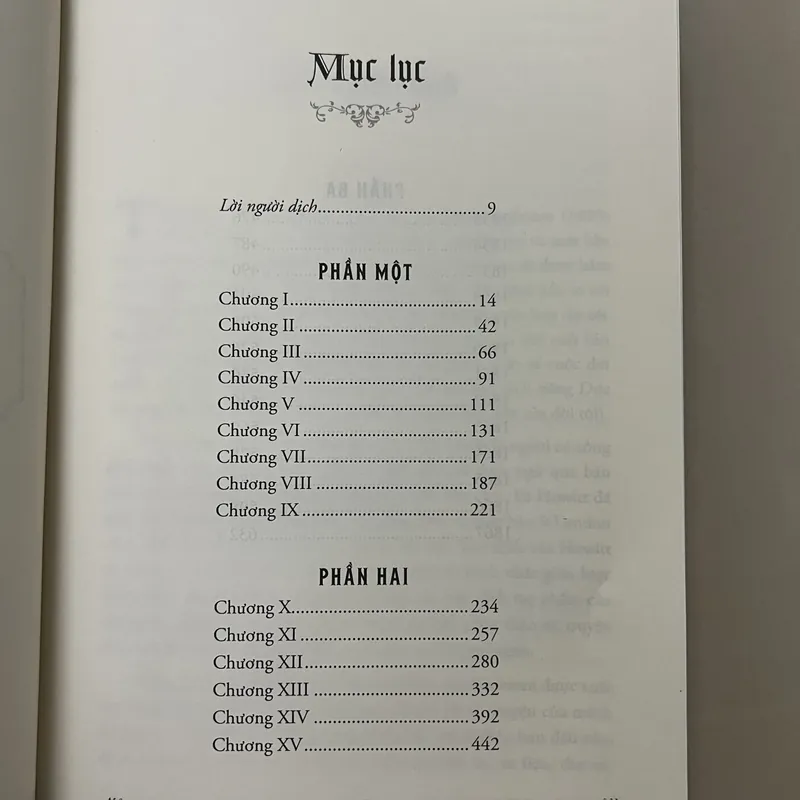 Mục lục
Lời người dịch....................................9
PHẦN MỘT
Chương I........................................14
Chương II ......................................42
Chương III .....................................66
Chương IV .....................................91
Chương V ....................................111
Chương VI ...................................131
Chương VII..................................171
Chương VIII ................................187
Chương IX ...................................221
PHẦN HAI
Chương X.....................................234
Chương XI ...................................257
Chương XII..................................280
Chương XIII ................................332
Chương XIV ................................392
Chương XV ..................................442